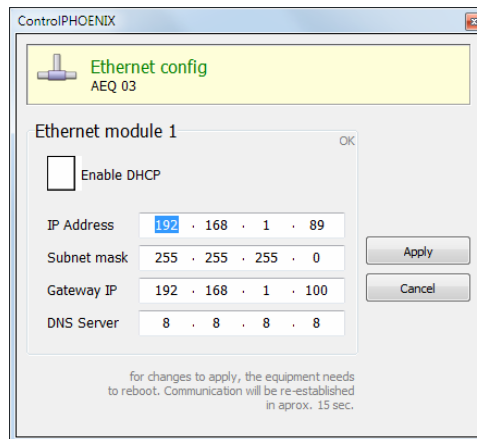 ControlPHOENIX
Ethernet config
AEQ 03
Ethernet module 1
OK
Enable DHCP
IP Address 192 . 168 . 1 . 89
Subnet mask 255 . 255 . 255 . 0
Apply
Gateway IP 192 . 168 . 1 . 100
Cancel
DNS Server 8 . 8 . 8 . 8
for changes to apply, the equipment needs
to reboot. Communication will be re-established
in aprox. 15 sec.